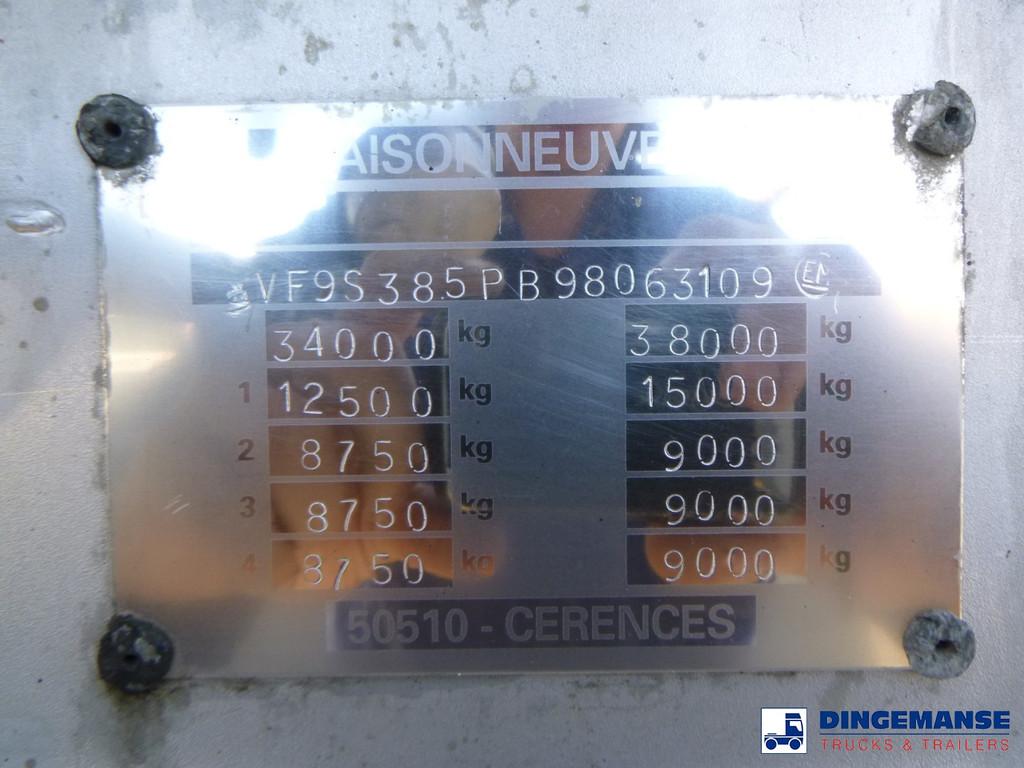 MAISONNEUVE
VF9S385PB98063109
34000 kg 38000 kg
1 12500 kg 15000 kg
2 8750 kg 9000 kg
3 8750 kg 9000 kg
4 8750 kg 9000 kg
50510 - CERENCES
DINGEMANSE
TRUCKS & TRAILERS